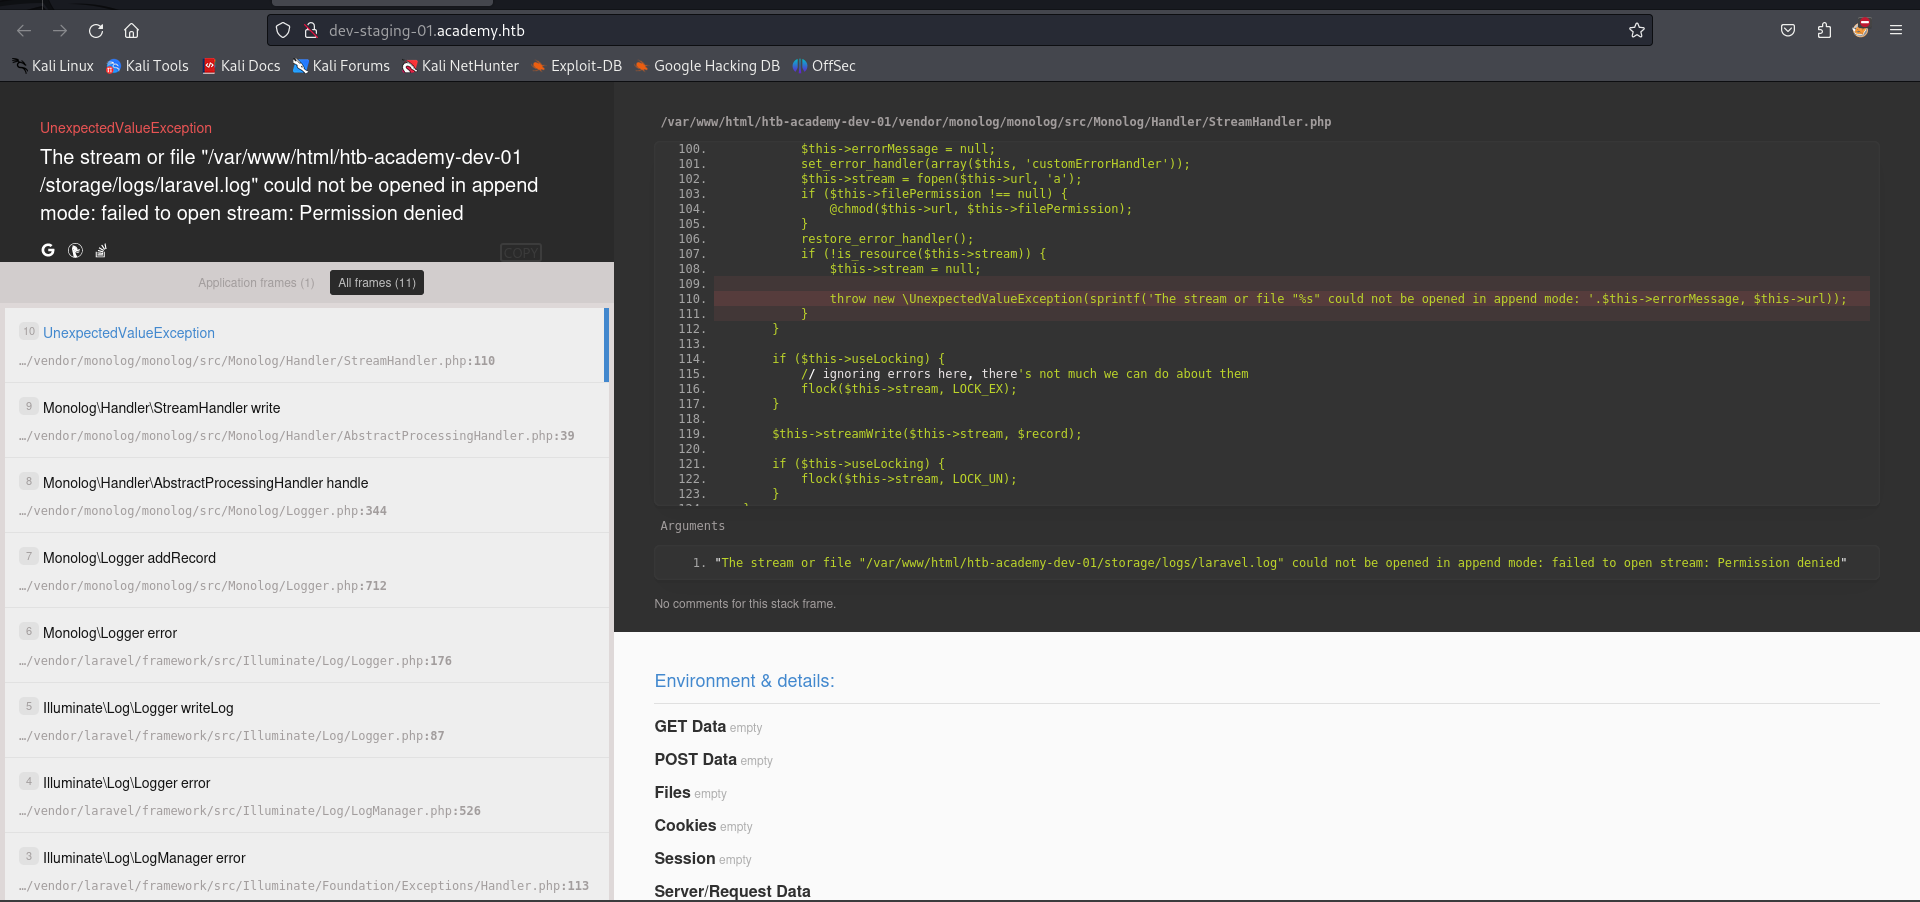 dev-staging-01.academy.htb
Kali Linux Kali Tools Kali Docs Kali Forums Kali NetHunter Exploit-DB Google Hacking DB OffSec
UnexpectedValueException
The stream or file "/var/www/html/htb-academy-dev-01
/storage/logs/laravel.log" could not be opened in append
mode: failed to open stream: Permission denied
COPY
Application frames (1) All frames (11)
10 UnexpectedValueException
…/vendor/monolog/monolog/src/Monolog/Handler/StreamHandler.php:110
9 Monolog\Handler\StreamHandler write
…/vendor/monolog/monolog/src/Monolog/Handler/AbstractProcessingHandler.php:39
8 Monolog\Handler\AbstractProcessingHandler handle
…/vendor/monolog/monolog/src/Monolog/Logger.php:344
7 Monolog\Logger addRecord
…/vendor/monolog/monolog/src/Monolog/Logger.php:712
6 Monolog\Logger error
…/vendor/laravel/framework/src/Illuminate/Log/Logger.php:176
5 Illuminate\Log\Logger writeLog
…/vendor/laravel/framework/src/Illuminate/Log/Logger.php:87
4 Illuminate\Log\Logger error
…/vendor/laravel/framework/src/Illuminate/Log/LogManager.php:526
3 Illuminate\Log\LogManager error
…/vendor/laravel/framework/src/Illuminate/Foundation/Exceptions/Handler.php:113
/var/www/html/htb-academy-dev-01/vendor/monolog/monolog/src/Monolog/Handler/StreamHandler.php
100. $this->errorMessage = null;
101. set_error_handler(array($this, 'customErrorHandler'));
102. $this->stream = fopen($this->url, 'a');
103. if ($this->filePermission !== null) {
104. @chmod($this->url, $this->filePermission);
105. }
106. restore_error_handler();
107. if (!is_resource($this->stream)) {
108. $this->stream = null;
109.
110. throw new \UnexpectedValueException(sprintf('The stream or file "%s" could not be opened in append mode: '.$this->errorMessage, $this->url));
111. }
112. }
113.
114. if ($this->useLocking) {
115. // ignoring errors here, there's not much we can do about them
116. flock($this->stream, LOCK_EX);
117. }
118.
119. $this->streamWrite($this->stream, $record);
120.
121. if ($this->useLocking) {
122. flock($this->stream, LOCK_UN);
123. }
Arguments
1. "The stream or file "/var/www/html/htb-academy-dev-01/storage/logs/laravel.log" could not be opened in append mode: failed to open stream: Permission denied"
No comments for this stack frame.
Environment & details:
GET Data empty
POST Data empty
Files empty
Cookies empty
Session empty
Server/Request Data